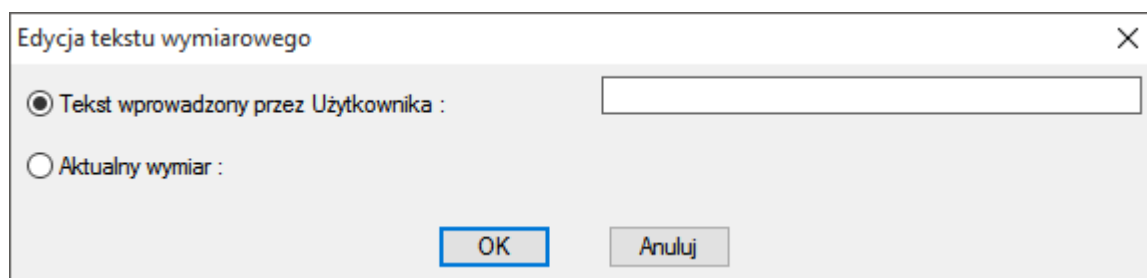 Edycja tekstu wymiarowego
Tekst wprowadzony przez Użytkownika :
Aktualny wymiar :
OK Anuluj